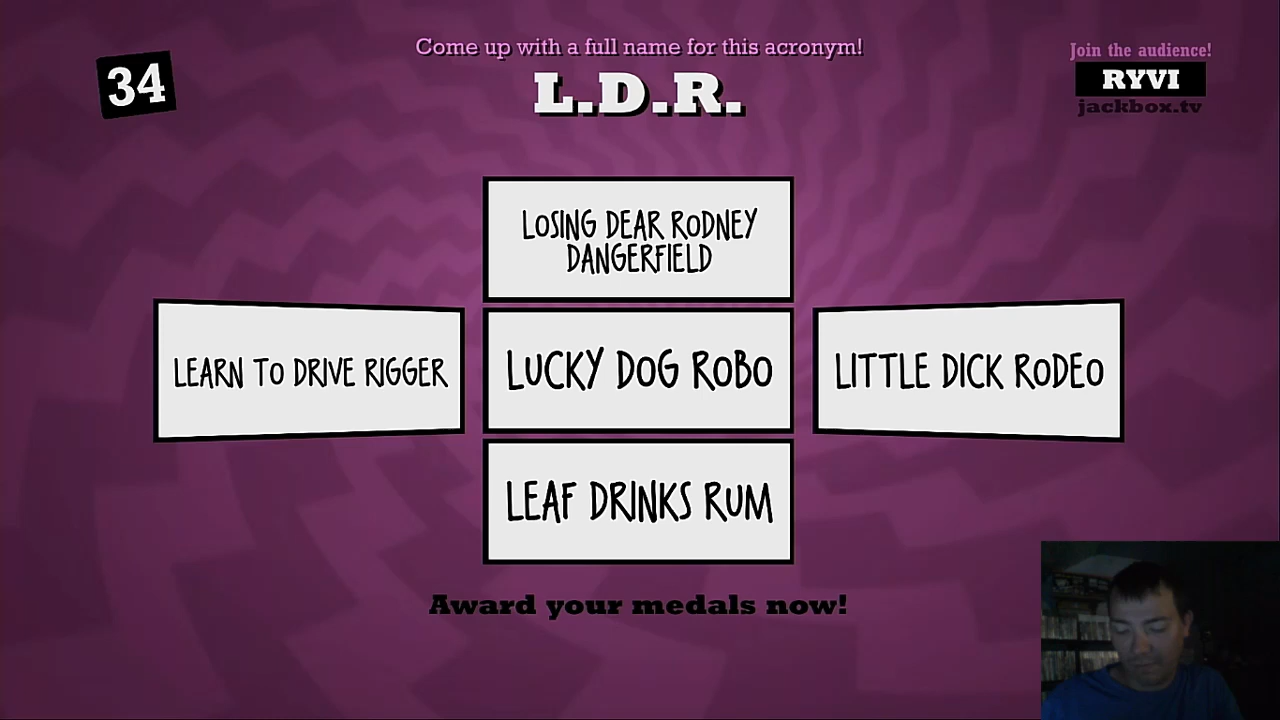 Come up with a full name for this acronym!
34
L.D.R.
Join the audience!
RYVI
jackbox.tv
LOSING DEAR RODNEY
DANGERFIELD
LEARN TO DRIVE RIGGER
LUCKY DOG ROBO
LITTLE DICK RODEO
LEAF DRINKS RUM
Award your medals now!